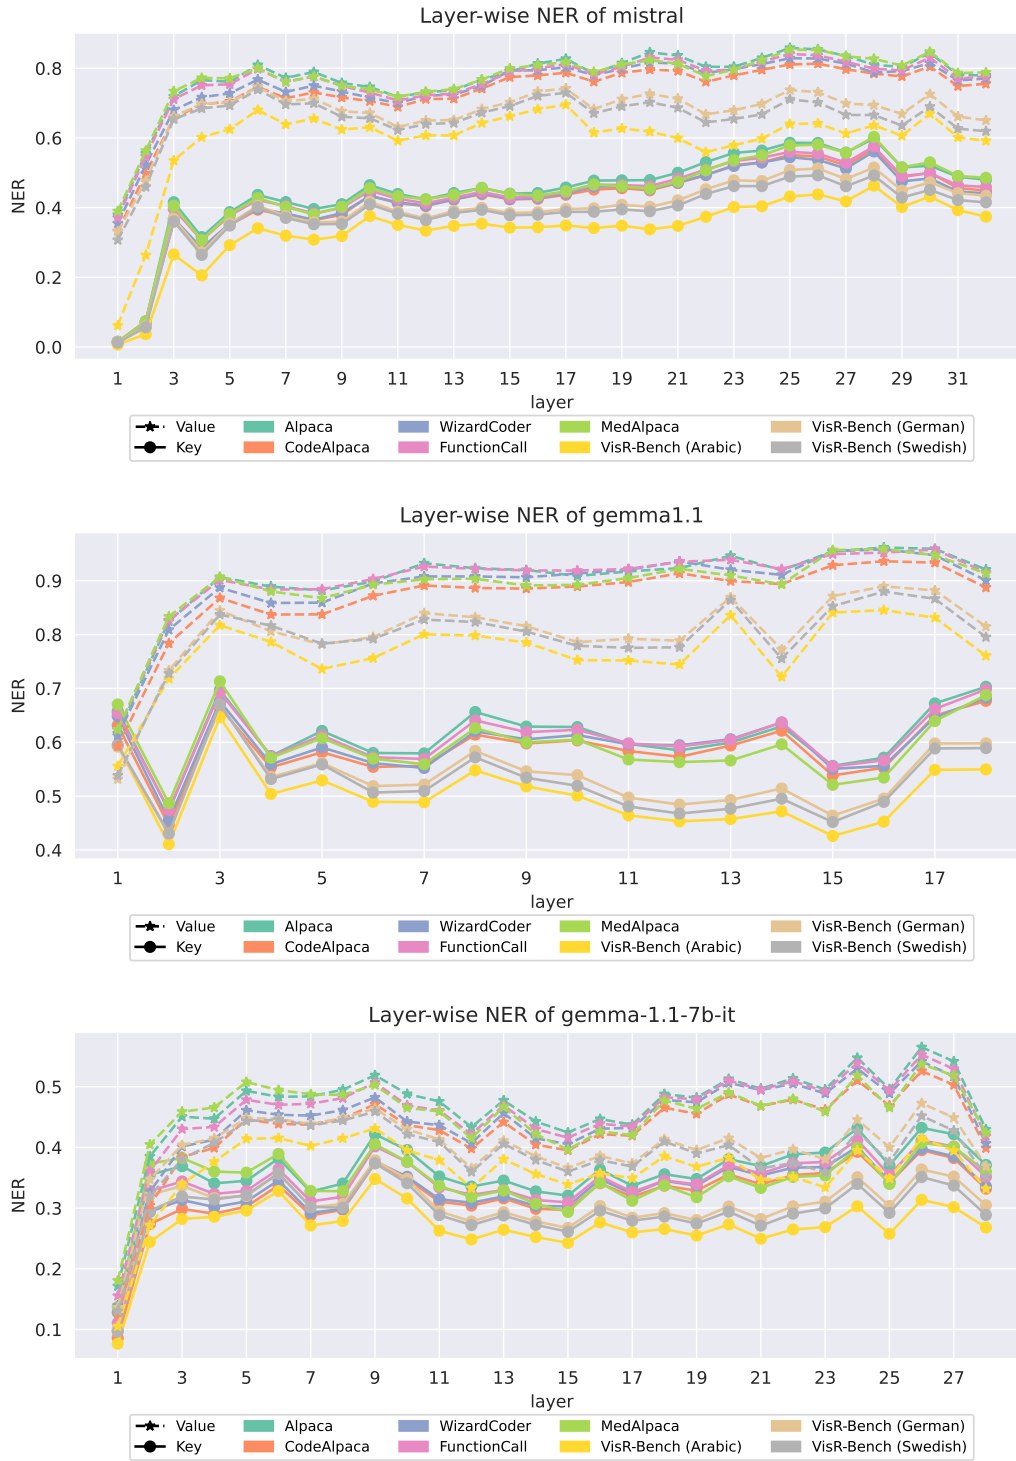 Layer-wise NER of mistral
0.8
0.6
0.4
0.2
0.0
NER
1 3 5 7 9 11 13 15 17 19 21 23 25 27 29 31
layer
Value Alpaca WizardCoder MedAlpaca VisR-Bench (German)
Key CodeAlpaca FunctionCall VisR-Bench (Arabic) VisR-Bench (Swedish)
Layer-wise NER of gemma1.1
0.9
0.8
0.7
0.6
0.5
0.4
NER
1 3 5 7 9 11 13 15 17
layer
Value Alpaca WizardCoder MedAlpaca VisR-Bench (German)
Key CodeAlpaca FunctionCall VisR-Bench (Arabic) VisR-Bench (Swedish)
Layer-wise NER of gemma-1.1-7b-it
0.5
0.4
0.3
0.2
0.1
NER
1 3 5 7 9 11 13 15 17 19 21 23 25 27
layer
Value Alpaca WizardCoder MedAlpaca VisR-Bench (German)
Key CodeAlpaca FunctionCall VisR-Bench (Arabic) VisR-Bench (Swedish)